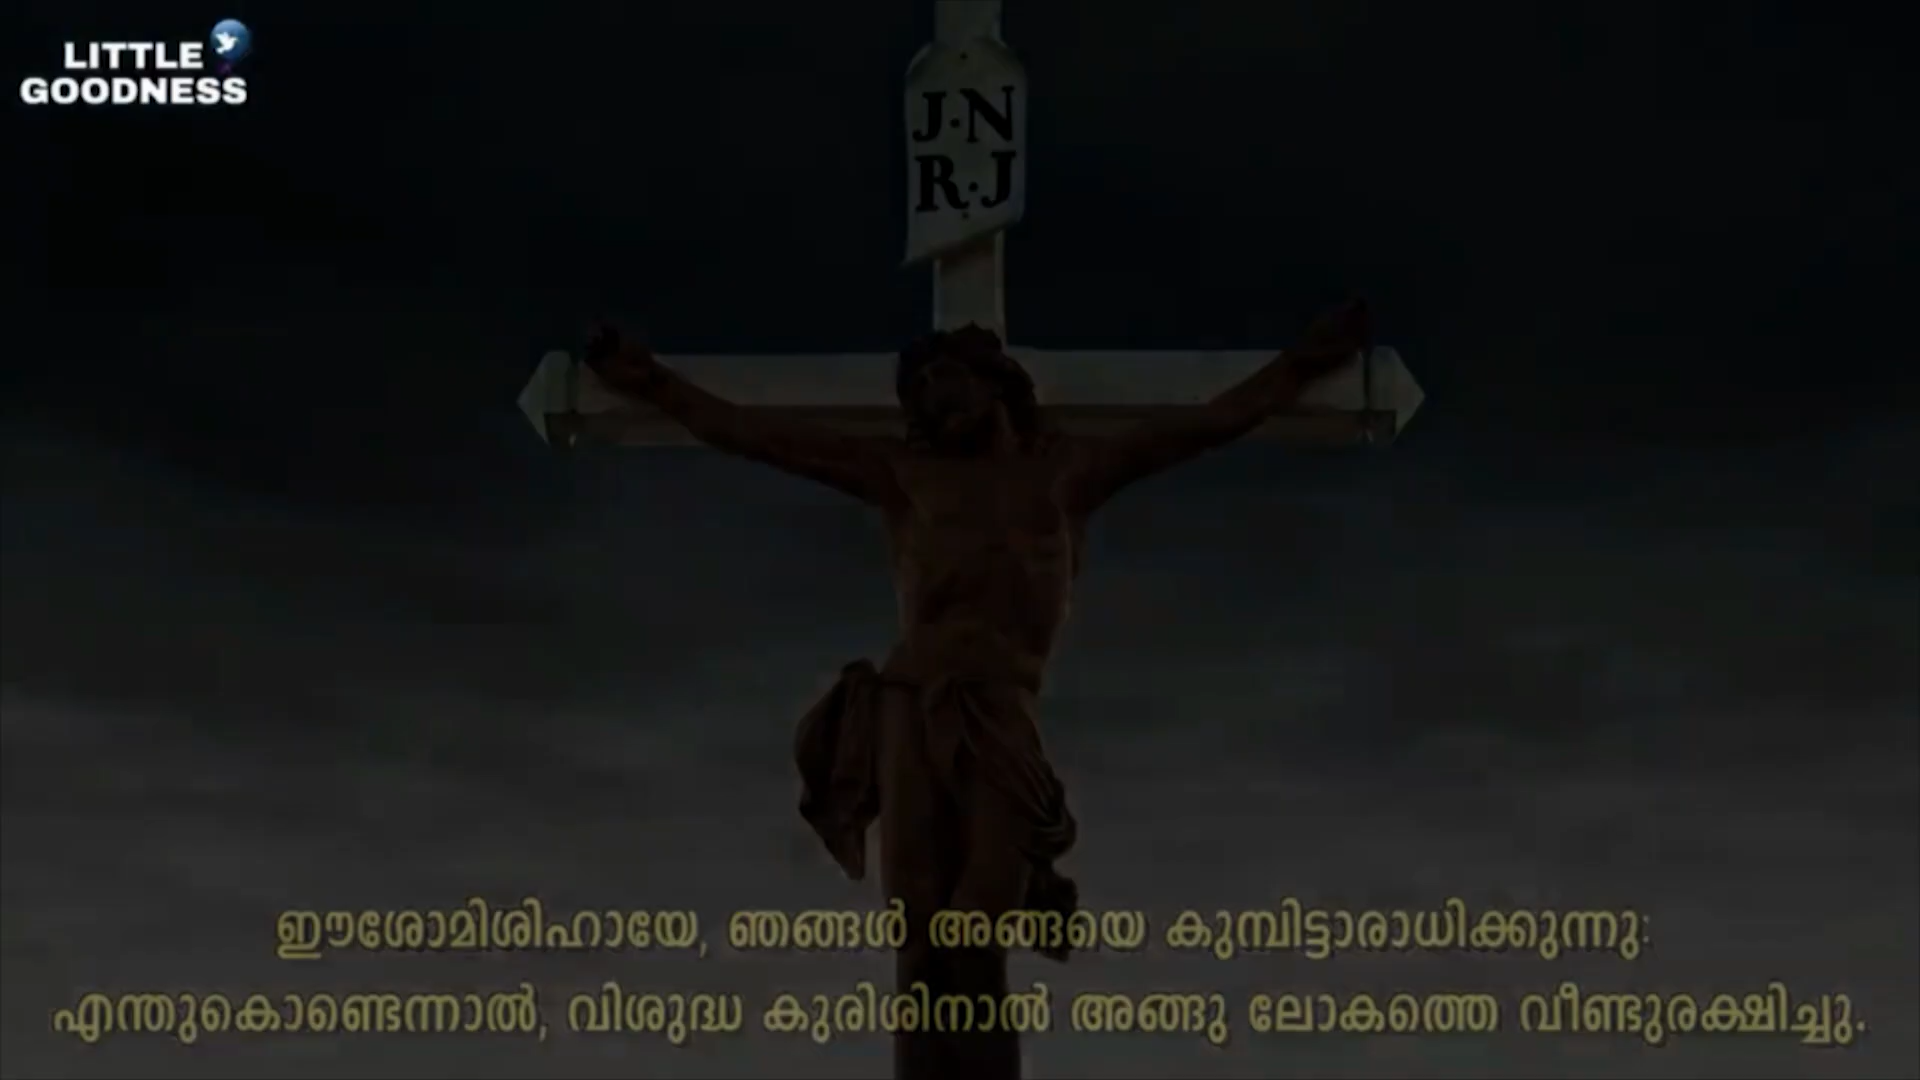 LITTLE
GOODNESS
J·N
R·J
ഈശോമിശിഹായേ, ഞങ്ങൾ അങ്ങയെ കുമ്പിട്ടാരാധിക്കുന്നു:
എന്തുകൊണ്ടെന്നാൽ, വിശുദ്ധ കുരിശിനാൽ അങ്ങു ലോകത്തെ വീണ്ടുരക്ഷിച്ചു.